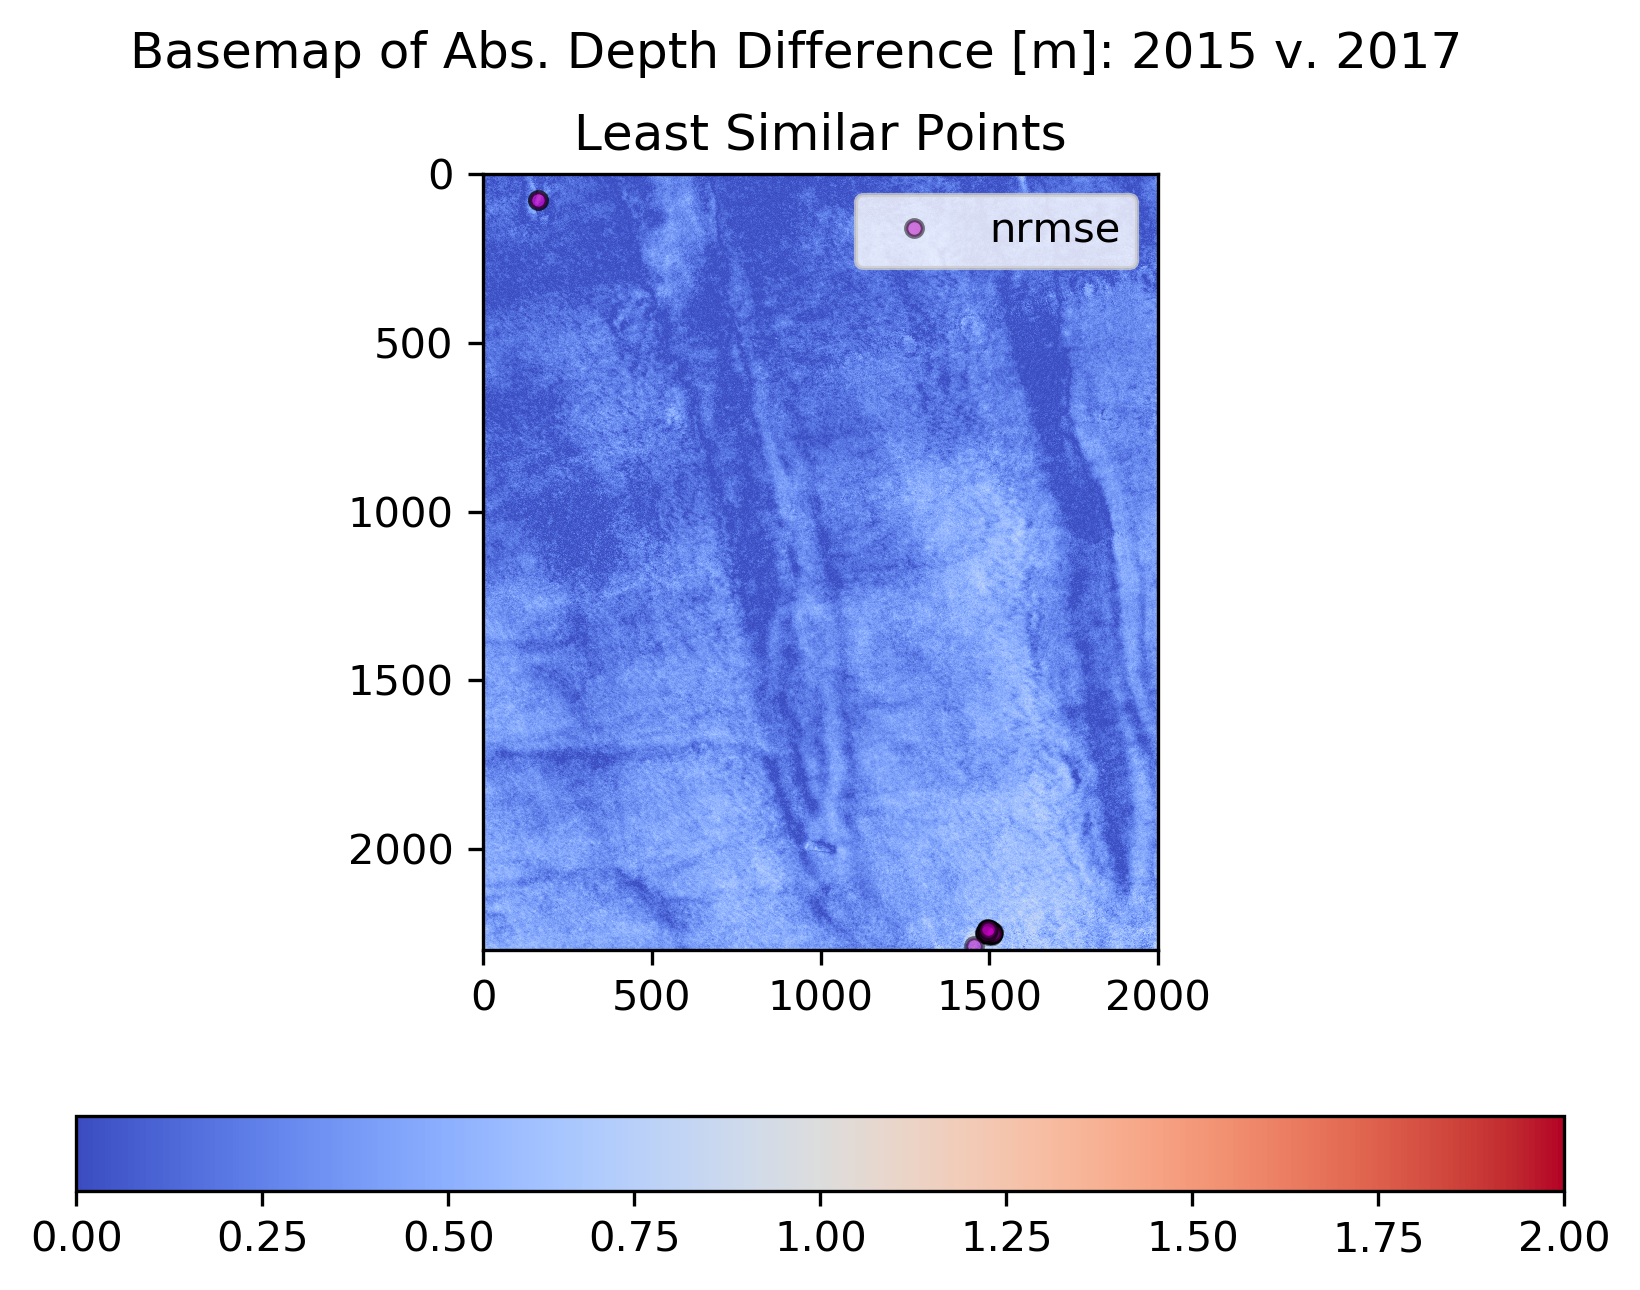 Basemap of Abs. Depth Difference [m]: 2015 v. 2017
Least Similar Points
nrmse
0
500
1000
1500
2000
0 500 1000 1500 2000
0.00 0.25 0.50 0.75 1.00 1.25 1.50 1.75 2.00